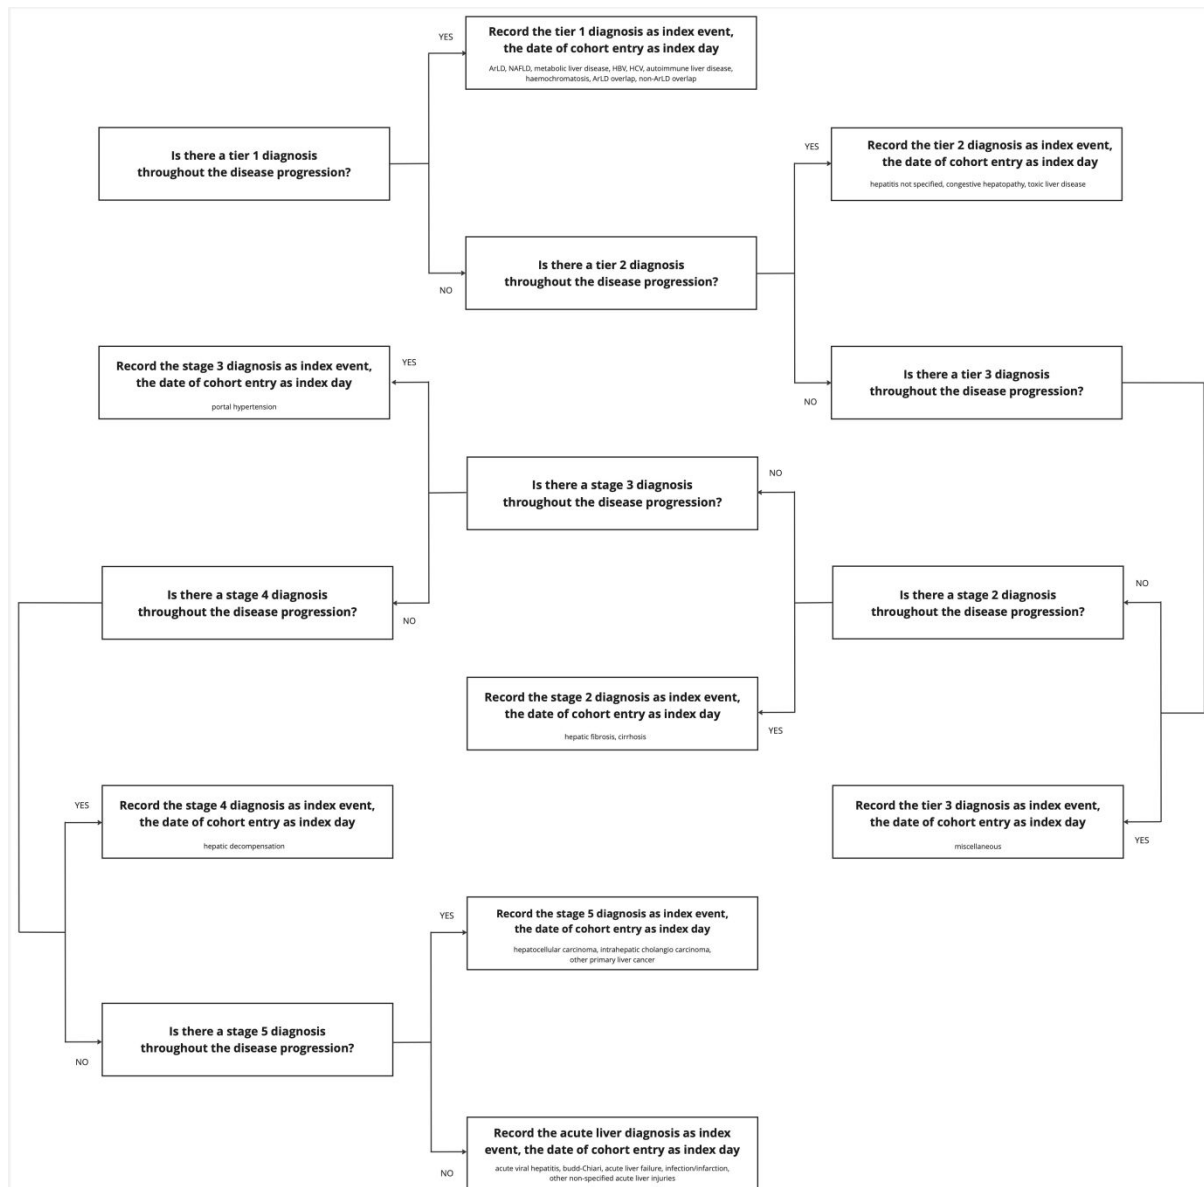 YES
Record the tier 1 diagnosis as index event,
the date of cohort entry as index day
ArLD, NAFLD, metabolic liver disease, HBV, HCV, autoimmune liver disease,
haemochromatosis, ArLD overlap, non-ArLD overlap
Is there a tier 1 diagnosis
throughout the disease progression?
YES
Record the tier 2 diagnosis as index event,
the date of cohort entry as index day
hepatitis not specified, congestive hepatopathy, toxic liver disease
NO
Is there a tier 2 diagnosis
throughout the disease progression?
Record the stage 3 diagnosis as index event,
the date of cohort entry as index day
portal hypertension
YES
NO
Is there a tier 3 diagnosis
throughout the disease progression?
Is there a stage 3 diagnosis
throughout the disease progression?
NO
Is there a stage 4 diagnosis
throughout the disease progression?
NO
Is there a stage 2 diagnosis
throughout the disease progression?
NO
Record the stage 2 diagnosis as index event,
the date of cohort entry as index day
hepatic fibrosis, cirrhosis
YES
YES
Record the stage 4 diagnosis as index event,
the date of cohort entry as index day
hepatic decompensation
Record the tier 3 diagnosis as index event,
the date of cohort entry as index day
miscellaneous
YES
YES
Record the stage 5 diagnosis as index event,
the date of cohort entry as index day
hepatocellular carcinoma, intrahepatic cholangio carcinoma,
other primary liver cancer
Is there a stage 5 diagnosis
throughout the disease progression?
NO
NO
Record the acute liver diagnosis as index
event, the date of cohort entry as index day
acute viral hepatitis, budd-Chiari, acute liver failure, infection/infarction,
other non-specified acute liver injuries